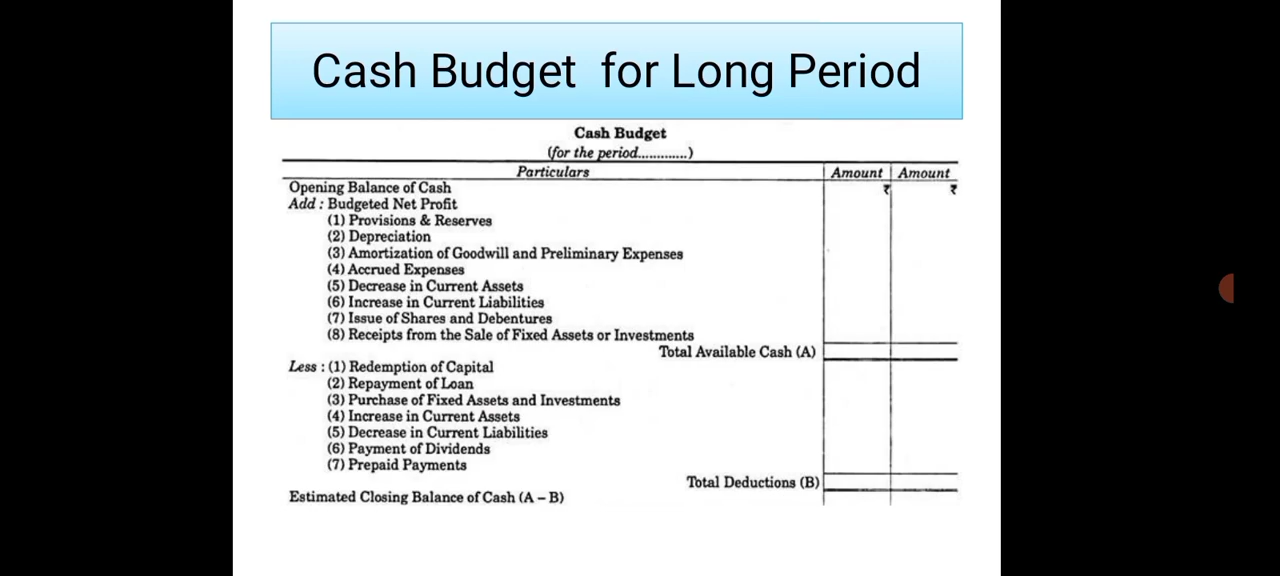 Cash Budget for Long Period
Cash Budget
(for the period.............)
Particulars Amount Amount
Opening Balance of Cash ₹ ₹
Add : Budgeted Net Profit
(1) Provisions & Reserves
(2) Depreciation
(3) Amortization of Goodwill and Preliminary Expenses
(4) Accrued Expenses
(5) Decrease in Current Assets
(6) Increase in Current Liabilities
(7) Issue of Shares and Debentures
(8) Receipts from the Sale of Fixed Assets or Investments
Total Available Cash (A)
Less : (1) Redemption of Capital
(2) Repayment of Loan
(3) Purchase of Fixed Assets and Investments
(4) Increase in Current Assets
(5) Decrease in Current Liabilities
(6) Payment of Dividends
(7) Prepaid Payments
Total Deductions (B)
Estimated Closing Balance of Cash (A – B)